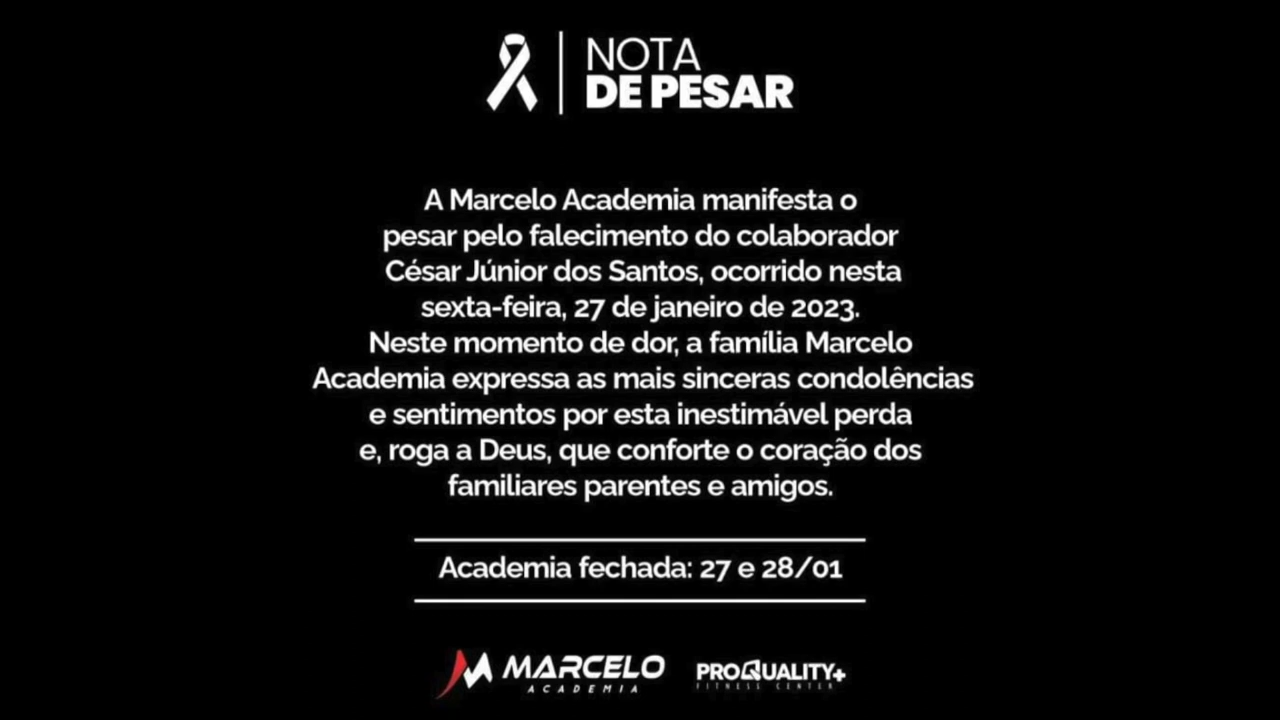 NOTA
DE PESAR
A Marcelo Academia manifesta o
pesar pelo falecimento do colaborador
César Júnior dos Santos, ocorrido nesta
sexta-feira, 27 de janeiro de 2023.
Neste momento de dor, a família Marcelo
Academia expressa as mais sinceras condolências
e sentimentos por esta inestimável perda
e, roga a Deus, que conforte o coração dos
familiares parentes e amigos.
Academia fechada: 27 e 28/01
MARCELO
ACADEMIA
PROQUALITY+
FITNESS CENTER